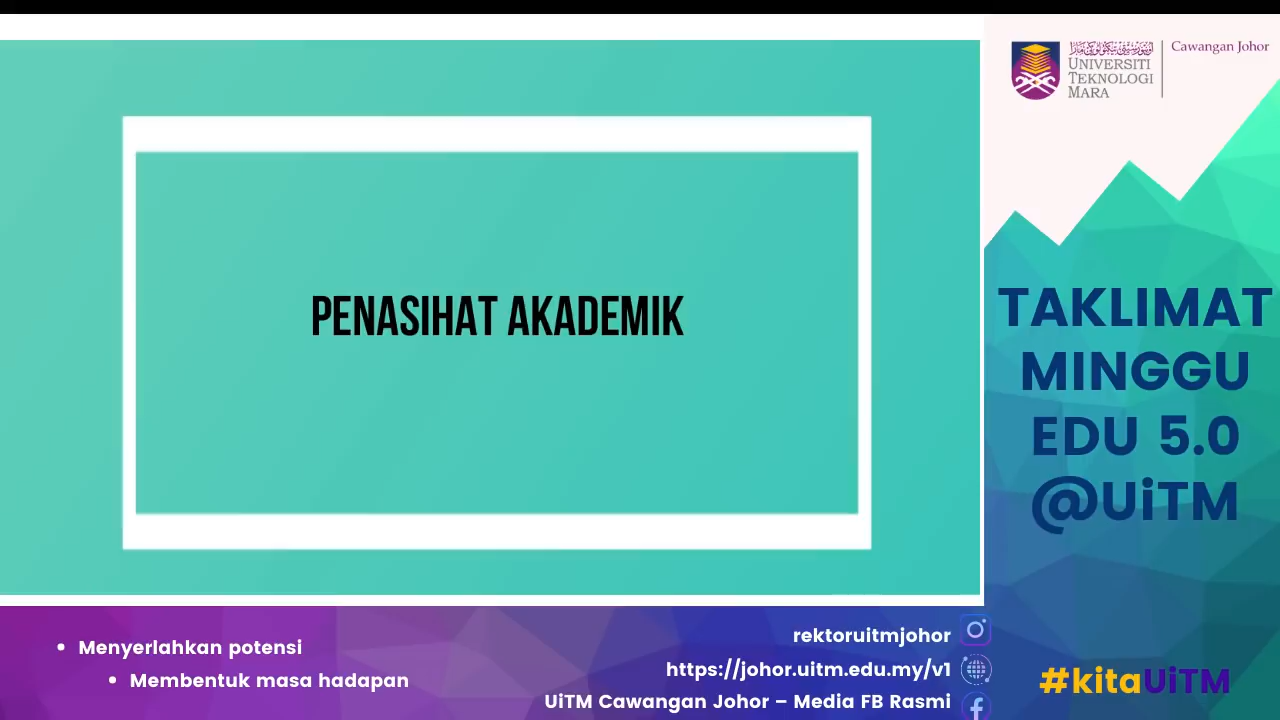 PENASIHAT AKADEMIK
UNIVERSITI
TEKNOLOGI
MARA
Cawangan Johor
TAKLIMAT
MINGGU
EDU 5.0
@UiTM
• Menyerlahkan potensi
• Membentuk masa hadapan
rektoruitmjohor
https://johor.uitm.edu.my/v1
UiTM Cawangan Johor – Media FB Rasmi
#kitaUiTM